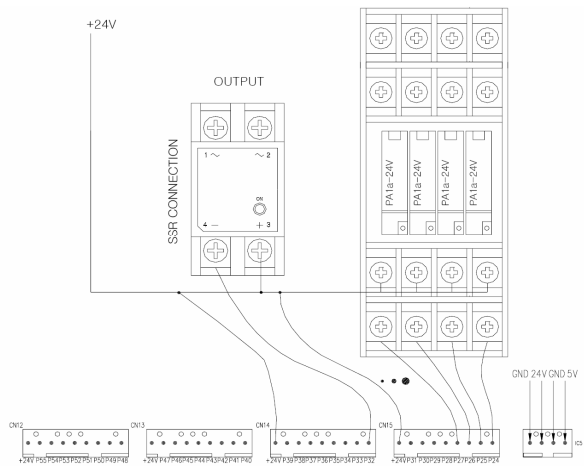 +24V
OUTPUT
SSR CONNECTION
1 ~ ~ 2
ON
4 - + 3
PA1a-24V
PA1a-24V
PA1a-24V
PA1a-24V
GND 24V GND 5V
CN12
+24V P55 P54 P53 P52 P51 P50 P49 P48
CN13
+24V P47 P46 P45 P44 P43 P42 P41 P40
CN14
+24V P39 P38 P37 P36 P35 P34 P33 P32
CN15
+24V P31 P30 P29 P28 P27 P26 P25 P24
IC5